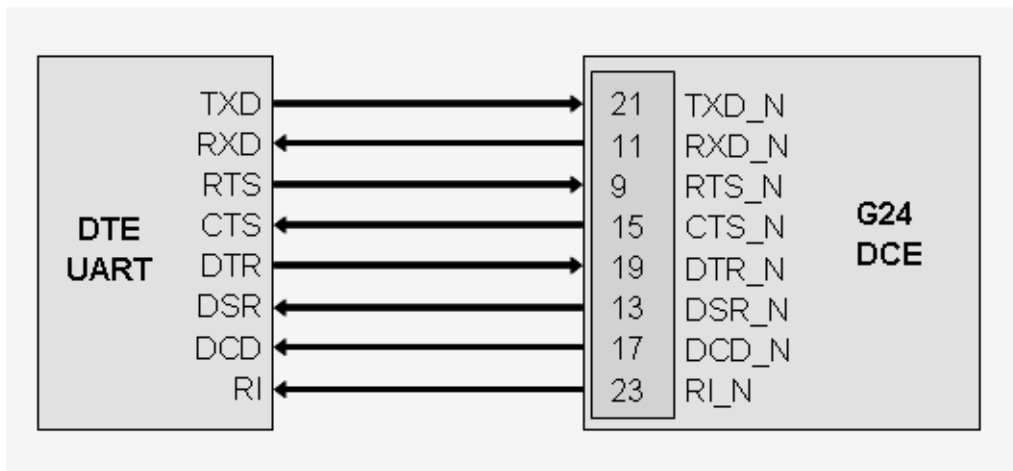 TXD 21 TXD_N
RXD 11 RXD_N
RTS 9 RTS_N
CTS 15 CTS_N
DTR 19 DTR_N
DSR 13 DSR_N
DCD 17 DCD_N
RI 23 RI_N
DTE
UART
G24
DCE